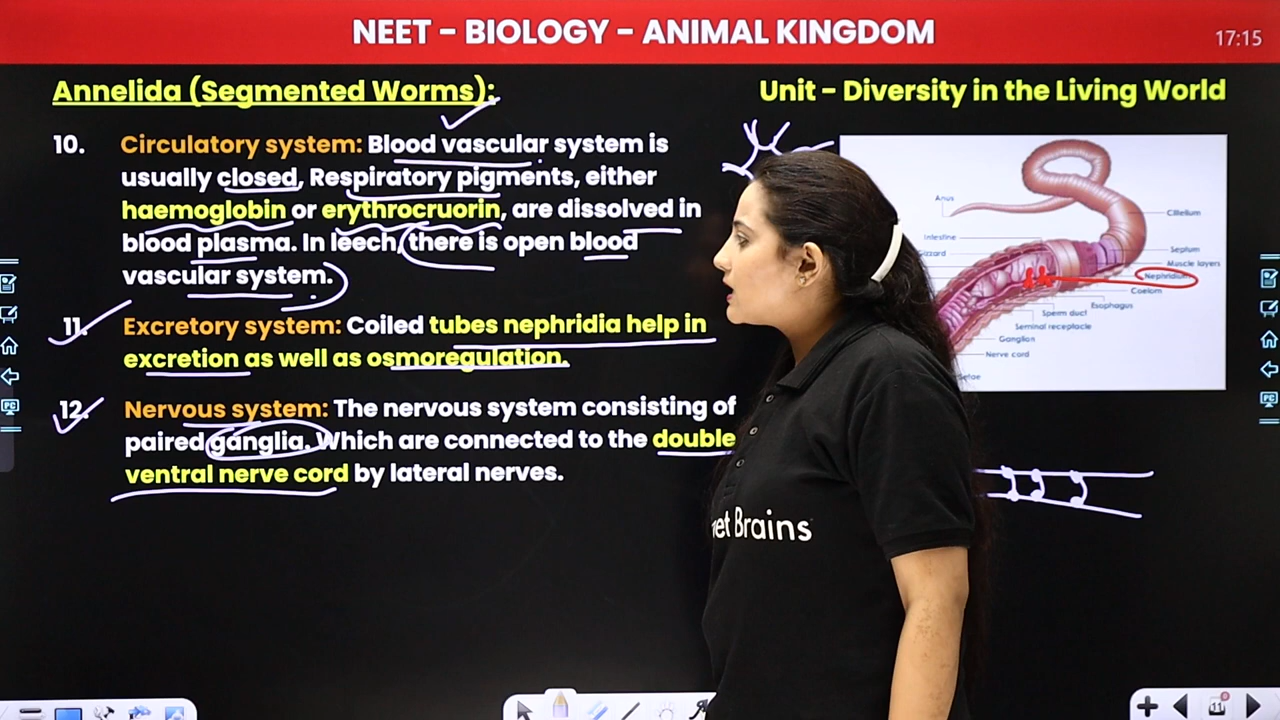 NEET – BIOLOGY – ANIMAL KINGDOM
17:15
Annelida (Segmented Worms):
Unit – Diversity in the Living World
10. Circulatory system: Blood vascular system is
usually closed, Respiratory pigments, either
haemoglobin or erythrocruorin, are dissolved in
blood plasma. In leech, there is open blood
vascular system.
11. Excretory system: Coiled tubes nephridia help in
excretion as well as osmoregulation.
12. Nervous system: The nervous system consisting of
paired ganglia. Which are connected to the double
ventral nerve cord by lateral nerves.
Anus
Clitellum
Intestine
Septum
Muscle layers
Nephridium
Coelom
Esophagus
Sperm duct
Seminal receptacle
Ganglion
Nerve cord
Setae
Brains
PC
PC
11